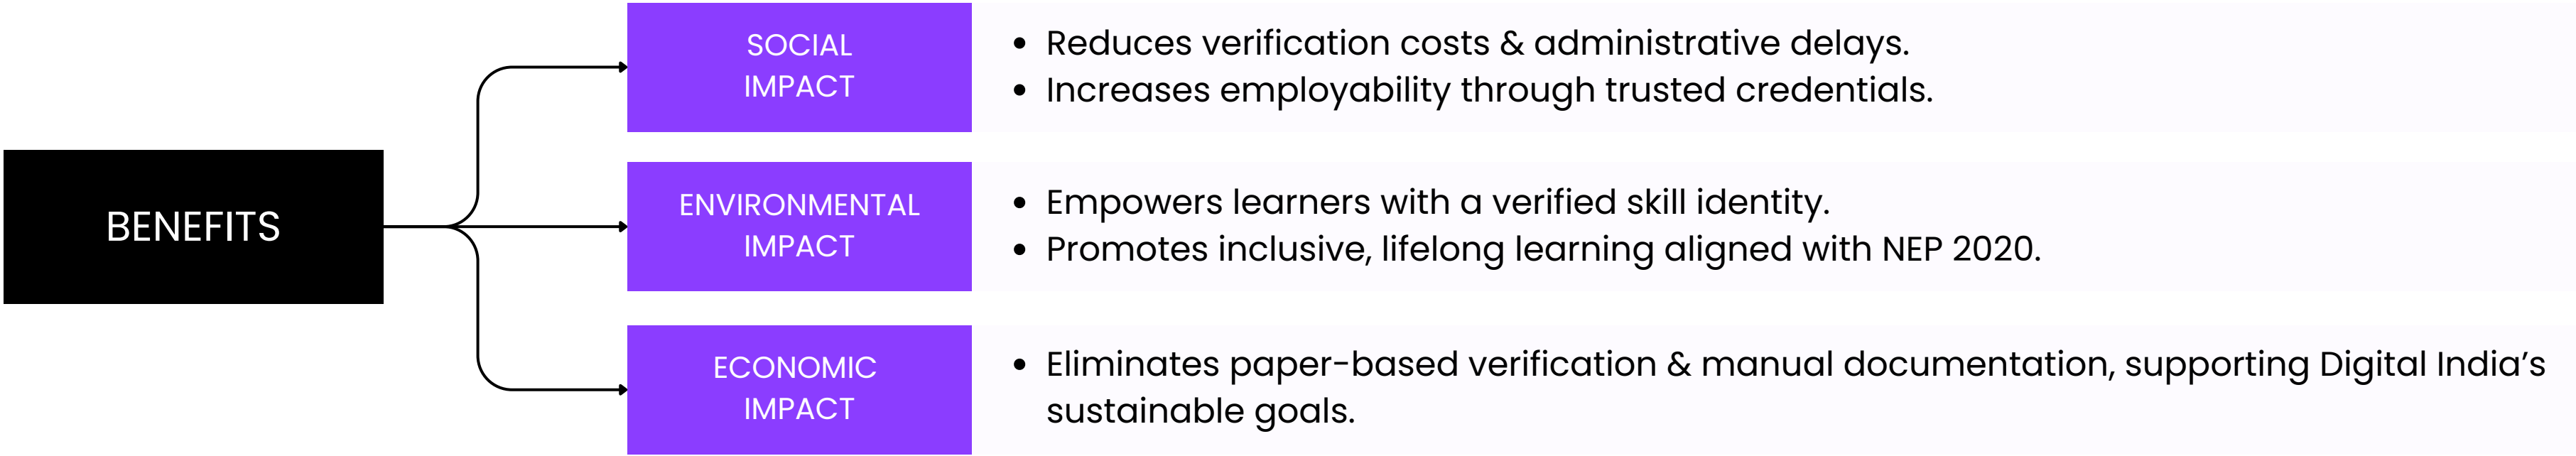 BENEFITS
SOCIAL
IMPACT
• Reduces verification costs & administrative delays.
• Increases employability through trusted credentials.
ENVIRONMENTAL
IMPACT
• Empowers learners with a verified skill identity.
• Promotes inclusive, lifelong learning aligned with NEP 2020.
ECONOMIC
IMPACT
• Eliminates paper-based verification & manual documentation, supporting Digital India’s
sustainable goals.